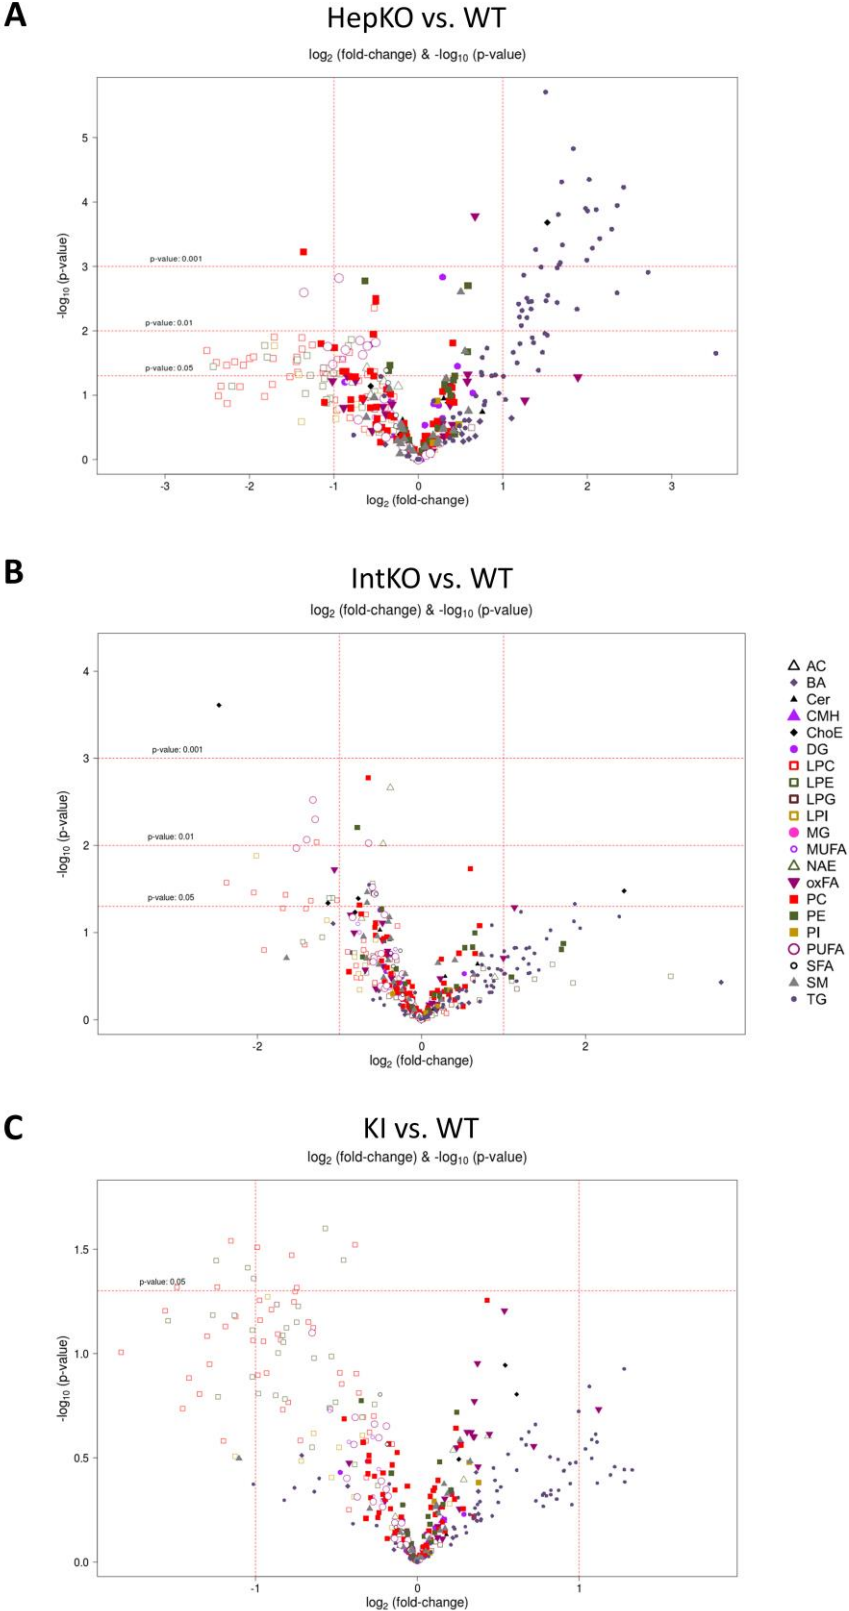 A
HepKO vs. WT
log2 (fold-change) & -log10 (p-value)
5
4
3
2
1
0
-log10 (p-value)
p-value: 0.001
p-value: 0.01
p-value: 0.05
-3 -2 -1 0 1 2 3
log2 (fold-change)
B
IntKO vs. WT
log2 (fold-change) & -log10 (p-value)
4
3
2
1
0
-log10 (p-value)
p-value: 0.001
p-value: 0.01
p-value: 0.05
-2 0 2
log2 (fold-change)
AC
BA
Cer
CMH
ChoE
DG
LPC
LPE
LPG
LPI
MG
MUFA
NAE
oxFA
PC
PE
PI
PUFA
SFA
SM
TG
C
KI vs. WT
log2 (fold-change) & -log10 (p-value)
1.5
1.0
0.5
0.0
-log10 (p-value)
p-value: 0.05
-1 0 1
log2 (fold-change)